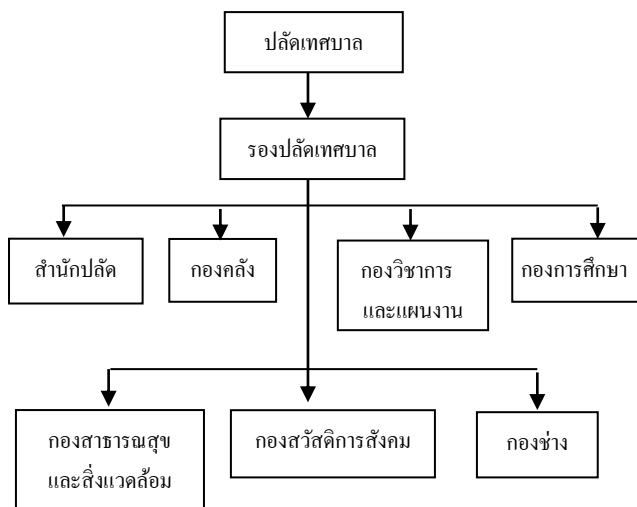 ปลัดเทศบาล
รองปลัดเทศบาล
สำนักปลัด
กองคลัง
กองวิชาการ
และแผนงาน
กองการศึกษา
กองสาธารณสุข
และสิ่งแวดล้อม
กองสวัสดิการสังคม
กองช่าง